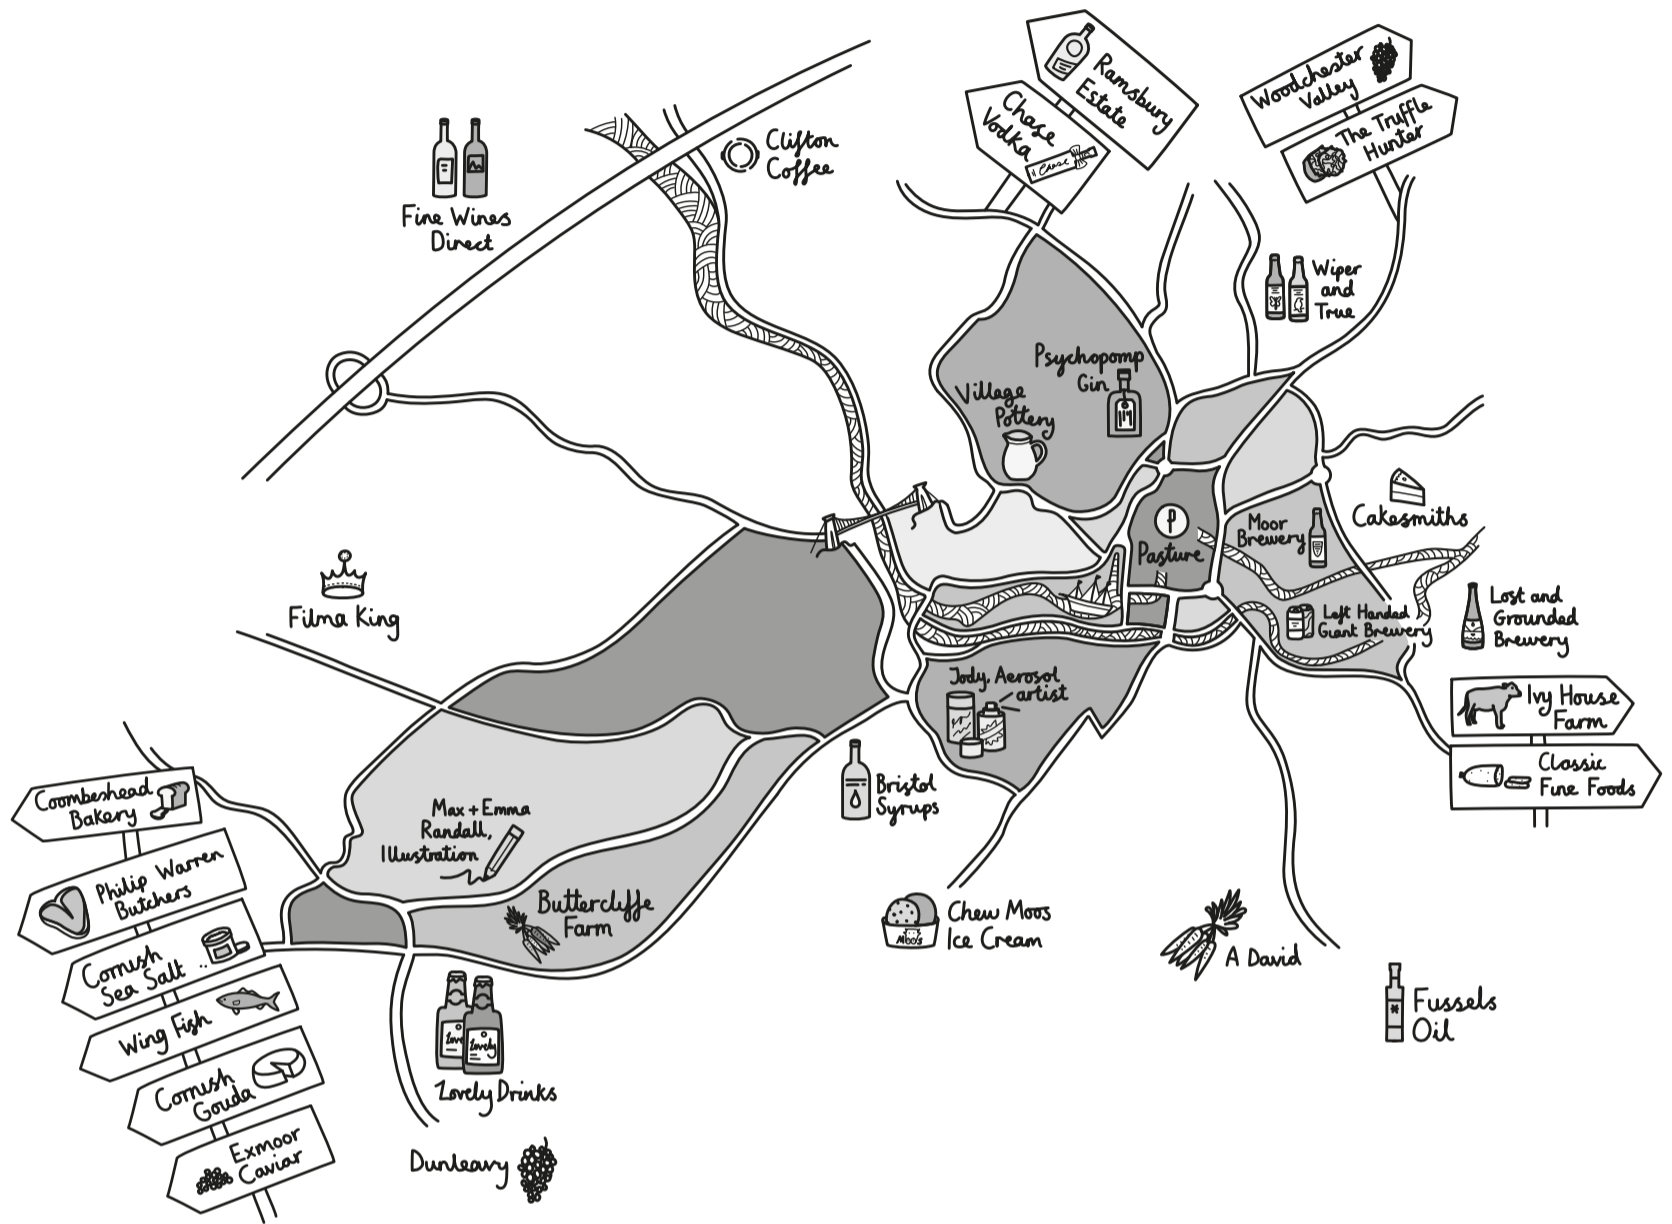 Ramsbury
Estate
Chase
Vodka
Chase
Woodchester
Valley
The Truffle
Hunter
Clifton
Coffee
Fine Wines
Direct
Wiper
and
True
Psychopomp
Gin
Village
Pottery
Moor
Brewery
P
Pasture
Cakesmiths
Left Handed
Giant Brewery
Lost and
Grounded
Brewery
Filma King
Jody, Aerosol
artist
Ivy House
Farm
Classic
Fine Foods
Bristol
Syrups
Max + Emma
Randall,
Illustration
Buttercliffe
Farm
Coombeshead
Bakery
Philip Warren
Butchers
Cornish
Sea Salt
Wing Fish
Cornish
Gouda
Exmoor
Caviar
Chew Moos
Ice Cream
Moo's
A David
Fussels
Oil
Lovely
Lovely Drinks
Dunleavy